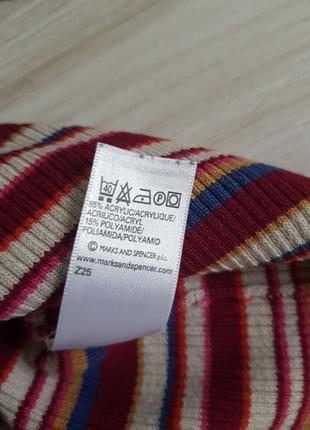 40 P
85% ACRYLIC/ACRYLIQUE/
ACRILICO/ACRYL
15% POLYAMIDE/
POLIAMIDA/POLYAMID
© MARKS AND SPENCER p.l.c.
www.marksandspencer.com
Z25